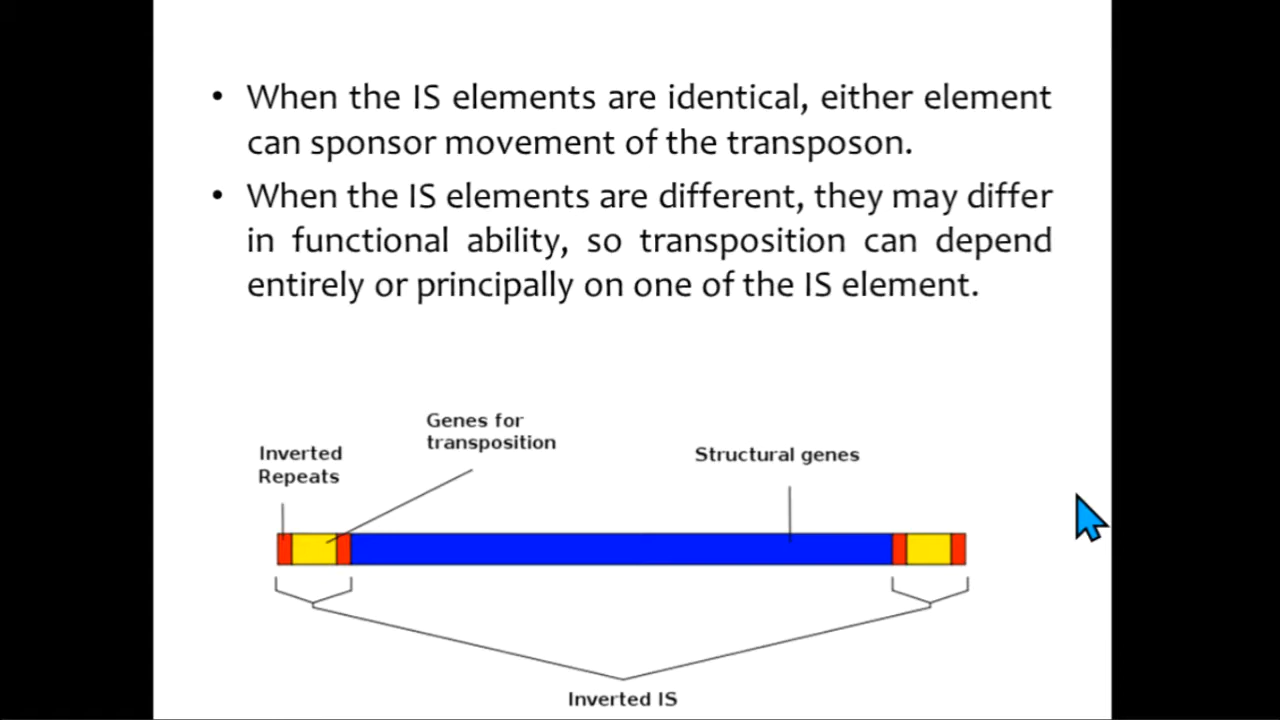 • When the IS elements are identical, either element
can sponsor movement of the transposon.
• When the IS elements are different, they may differ
in functional ability, so transposition can depend
entirely or principally on one of the IS element.
Genes for
transposition
Inverted
Repeats
Structural genes
Inverted IS